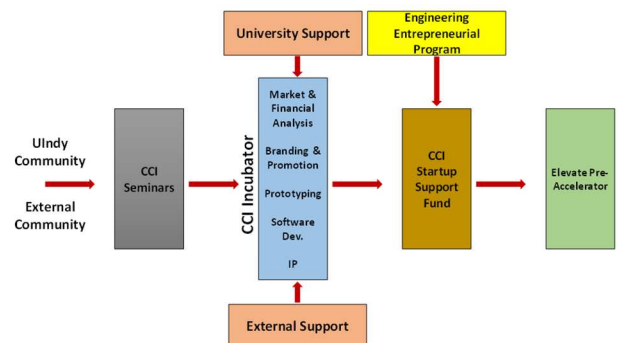 University Support
Engineering
Entrepreneurial
Program
UIndy
Community
External
Community
CCI
Seminars
CCI Incubator
Market &
Financial
Analysis
Branding &
Promotion
Prototyping
Software
Dev.
IP
External Support
CCI
Startup
Support
Fund
Elevate Pre-
Accelerator